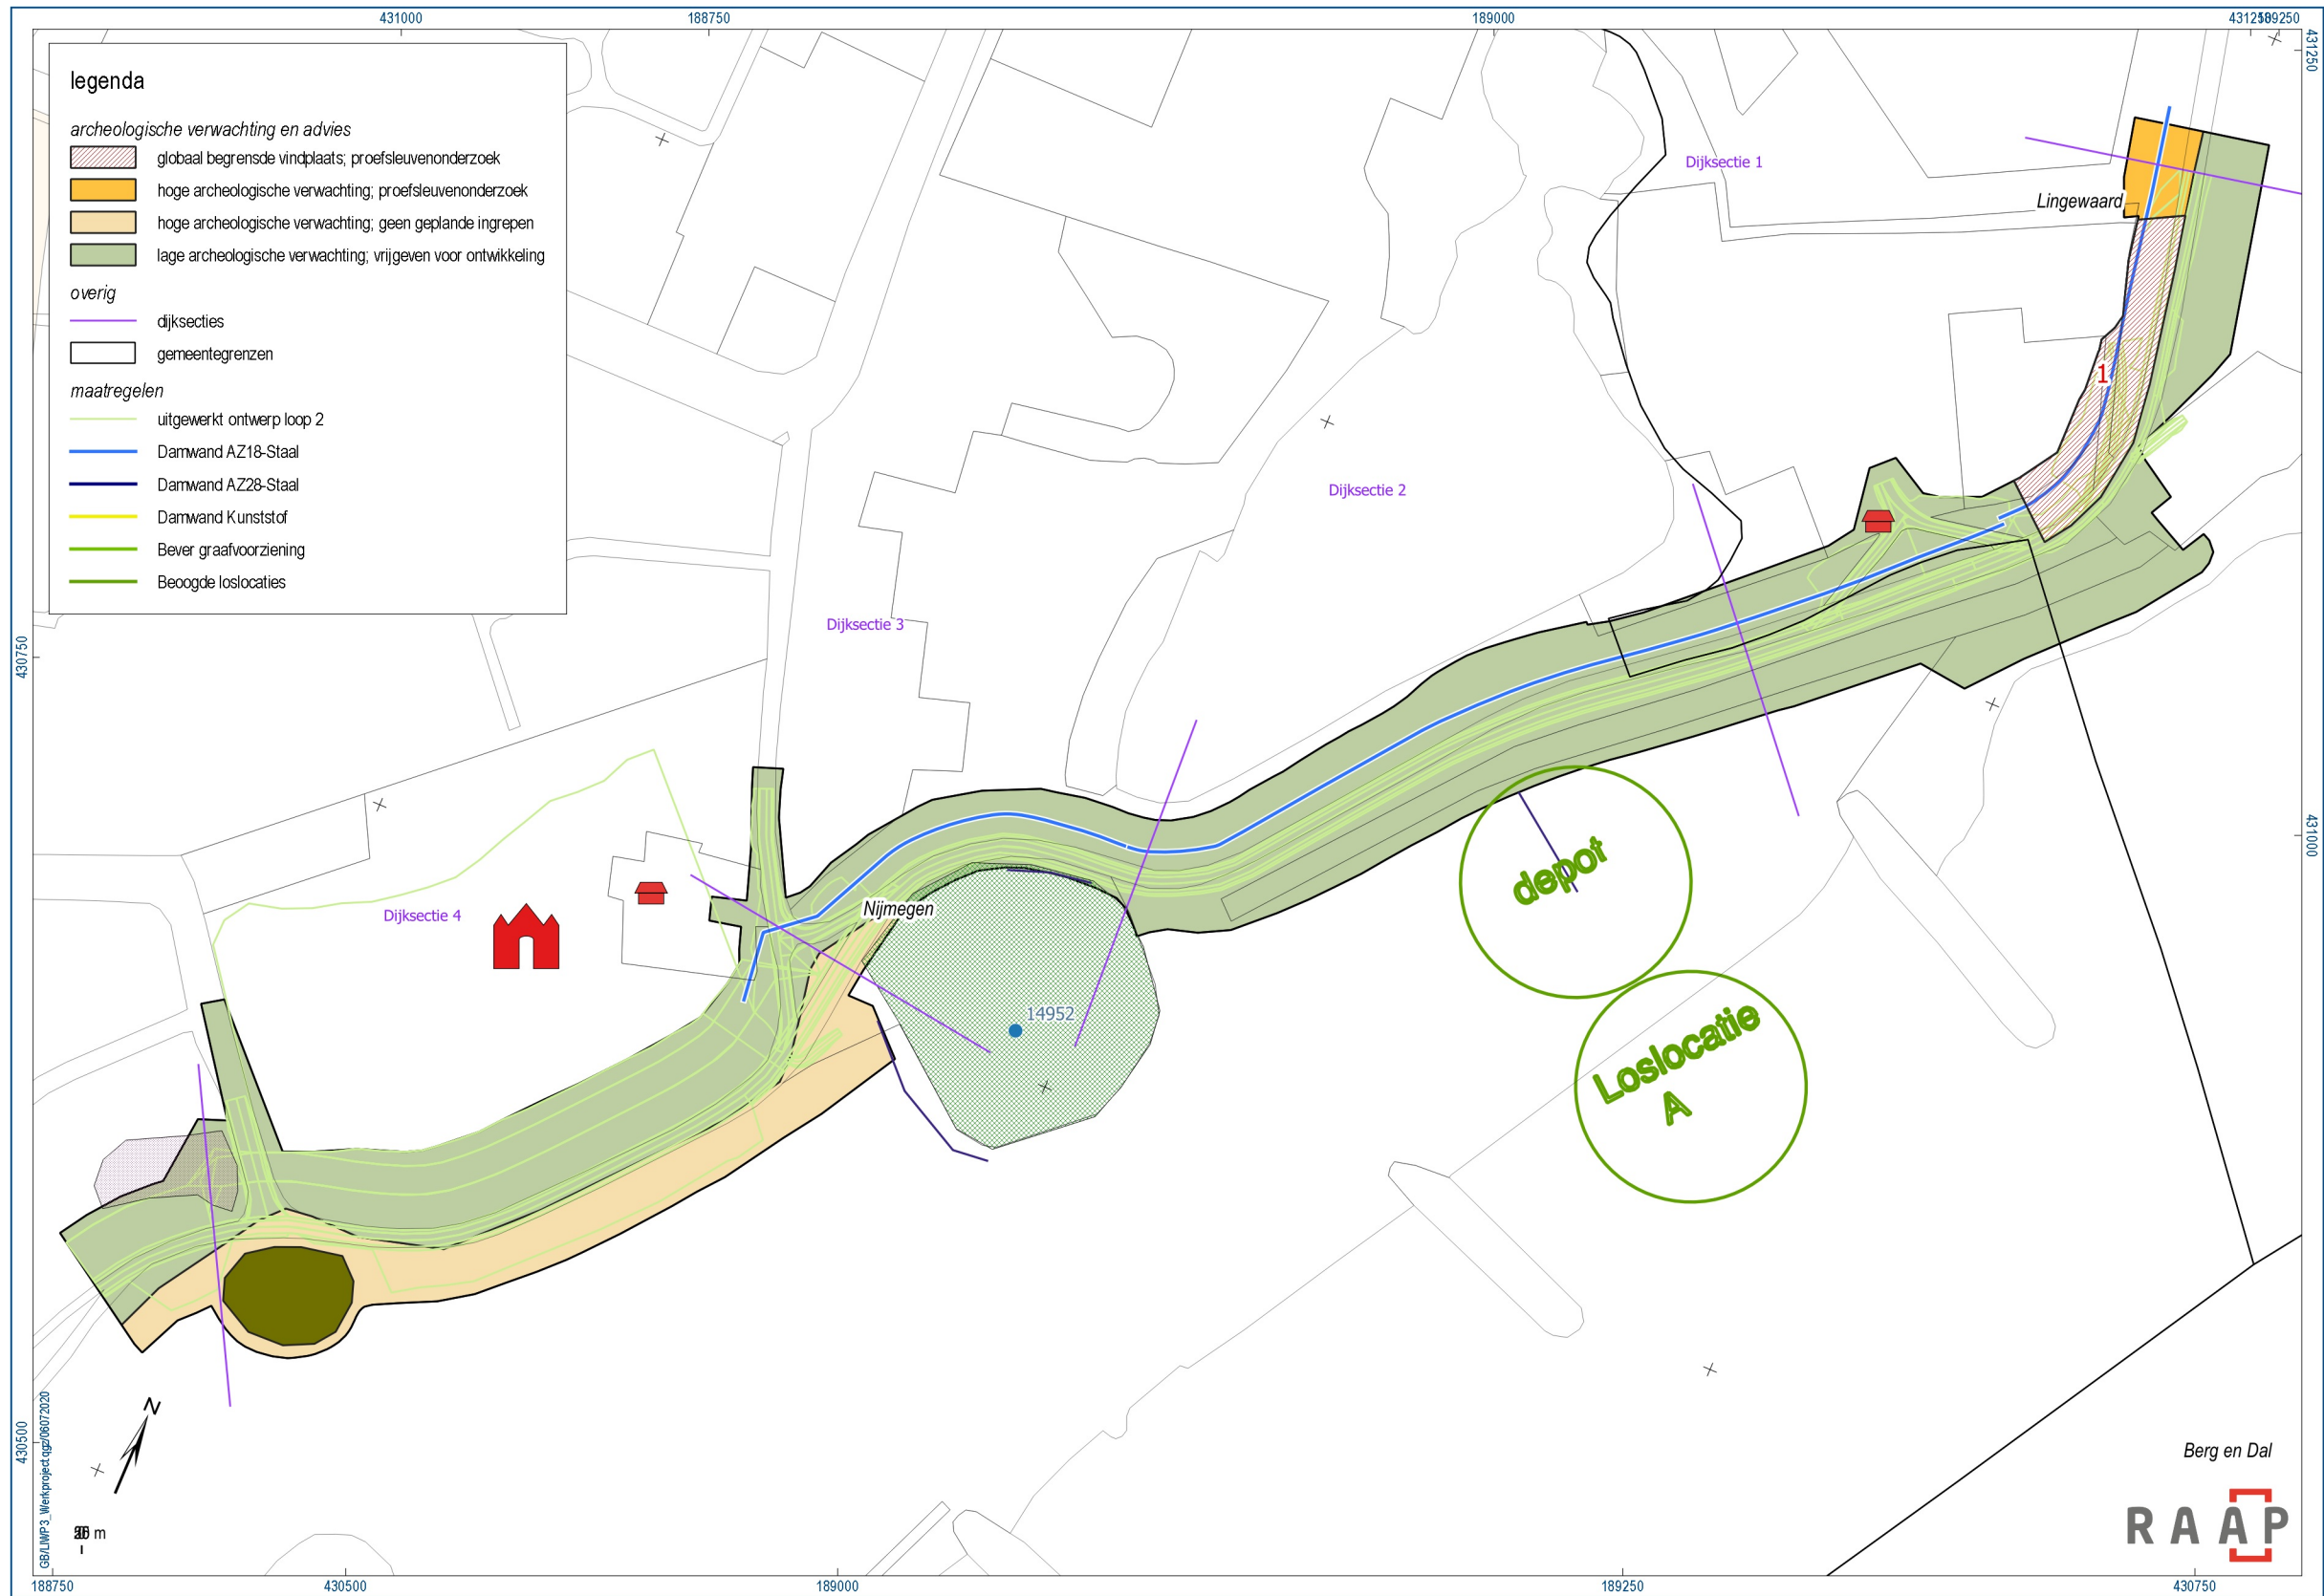 431000
188750
189000
189250
431250
legenda
archeologische verwachting en advies
globaal begrensde vindplaats; proefsleuvenonderzoek
hoge archeologische verwachting; proefsleuvenonderzoek
hoge archeologische verwachting; geen geplande ingrepen
lage archeologische verwachting; vrijgeven voor ontwikkeling
overig
dijksecties
gemeentegrenzen
maatregelen
uitgewerkt ontwerp loop 2
Damwand AZ18-Staal
Damwand AZ28-Staal
Damwand Kunststof
Bever graafvoorziening
Beoogde loslocaties
Dijksectie 1
Lingewaard
1
Dijksectie 2
Dijksectie 3
430750
431000
depot
Dijksectie 4
Nijmegen
14952
Loslocatie
A
N
430500
GB/LIWP3_Werkproject.qgz/06072020
m
Berg en Dal
RAAP
188750
430500
189000
189250
430750